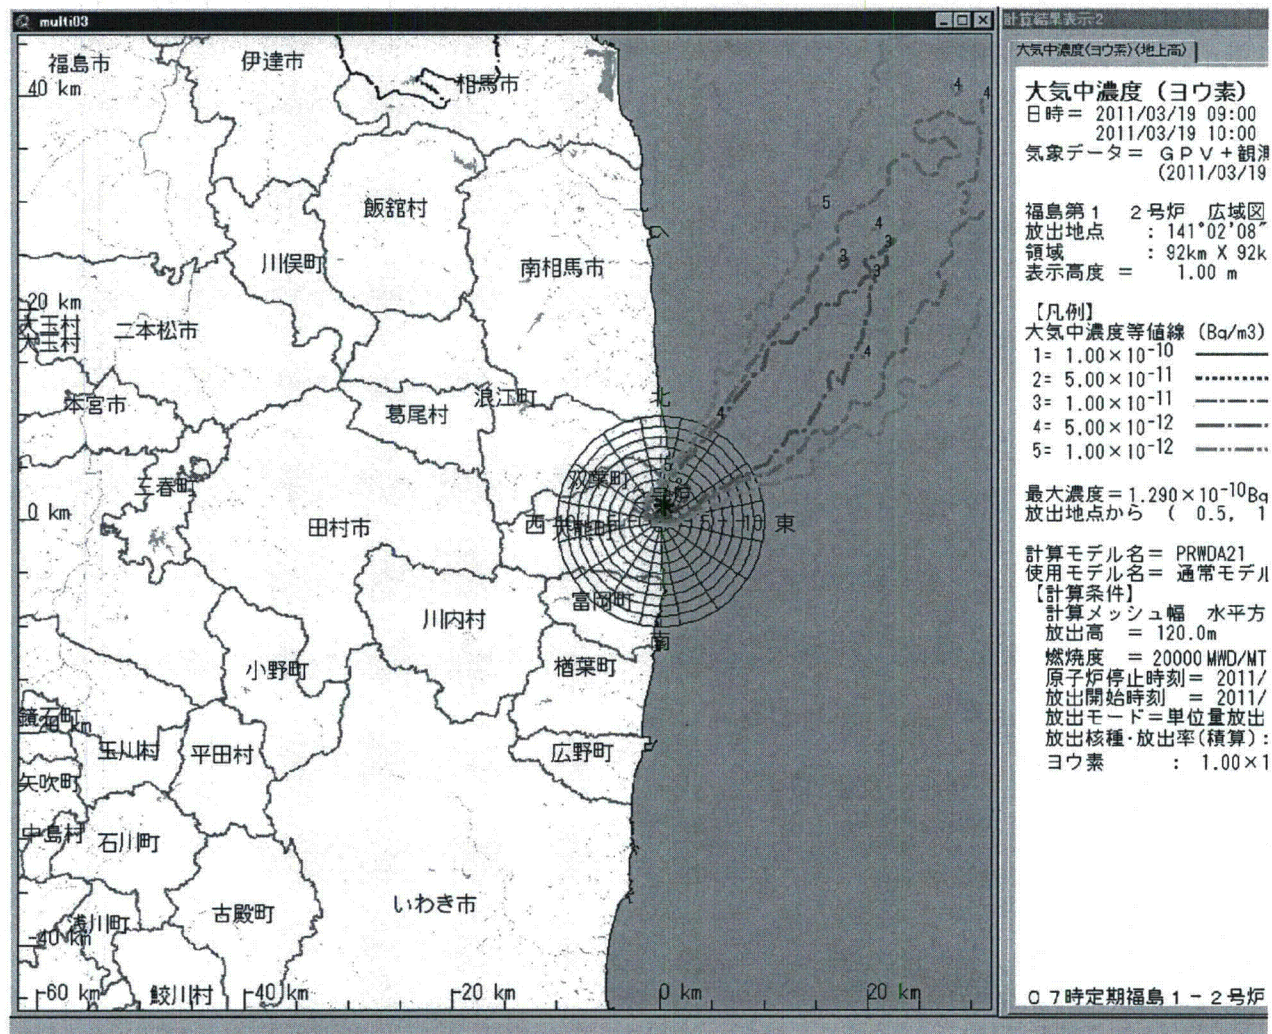 multi03
福島市
伊達市
相馬市
40 km
飯舘村
川俣町
南相馬市
20 km
大玉村
大玉村
二本松市
本宮市
葛尾村
浪江町
北
三春町
双葉町
0 km
田村市
西
大熊町
東
富岡町
川内村
南
小野町
楢葉町
鏡石町
玉川村
平田村
広野町
矢吹町
中島村
石川町
浅川町
古殿町
いわき市
-40 km
鮫川村
-60 km
-40 km
-20 km
0 km
20 km
4
4
5
4
3
3
3
4
4
計算結果表示-2
大気中濃度(ヨウ素)(地上高)
大気中濃度(ヨウ素)
日時= 2011/03/19 09:00
2011/03/19 10:00
気象データ= GPV+観測
(2011/03/19
福島第1 2号炉 広域図
放出地点 : 141°02'08"
領域 : 92km X 92k
表示高度 = 1.00 m
【凡例】
大気中濃度等値線 (Bq/m3)
1= 1.00×10-10
2= 5.00×10-11
3= 1.00×10-11
4= 5.00×10-12
5= 1.00×10-12
最大濃度=1.290×10-10Bq
放出地点から ( 0.5, 1
計算モデル名= PRWDA21
使用モデル名= 通常モデル
【計算条件】
計算メッシュ幅 水平方
放出高 = 120.0m
燃焼度 = 20000MWD/MT
原子炉停止時刻= 2011/
放出開始時刻 = 2011/
放出モード=単位量放出
放出核種・放出率(積算):
ヨウ素 : 1.00×1
07時定期福島1-2号炉